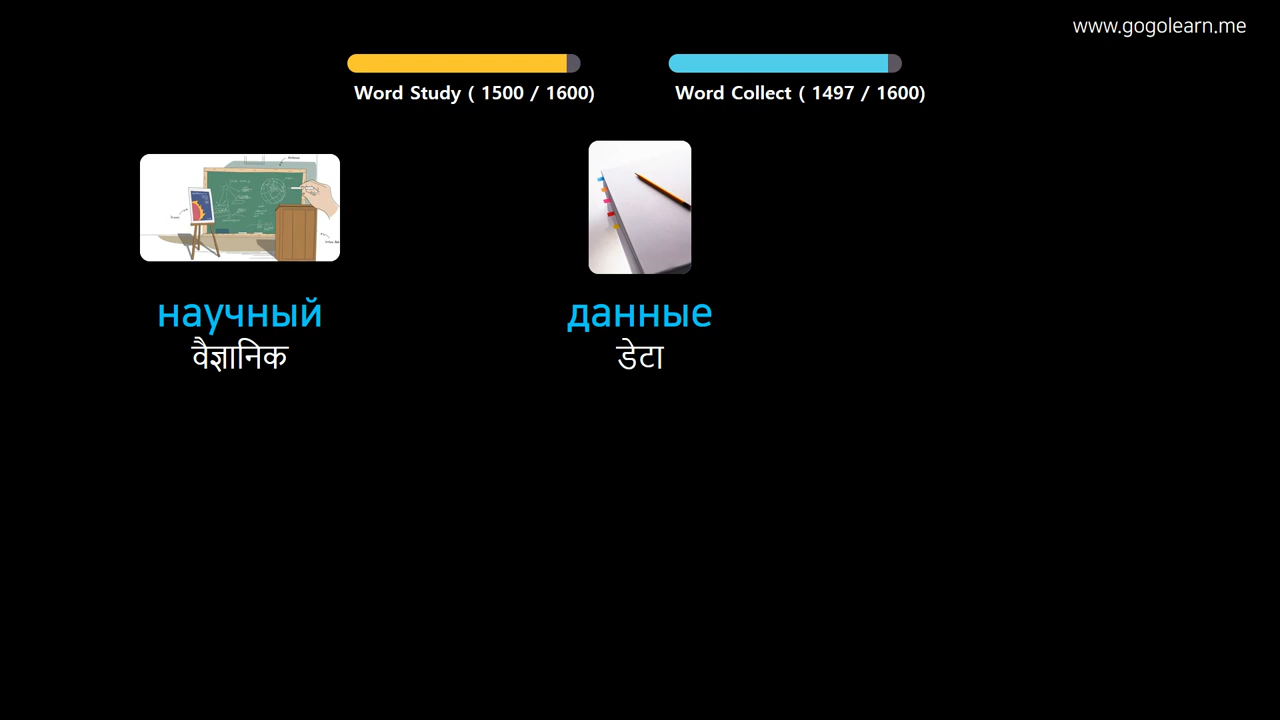 www.gogolearn.me
Word Study ( 1500 / 1600)
Word Collect ( 1497 / 1600)
научный
वैज्ञानिक
данные
डेटा